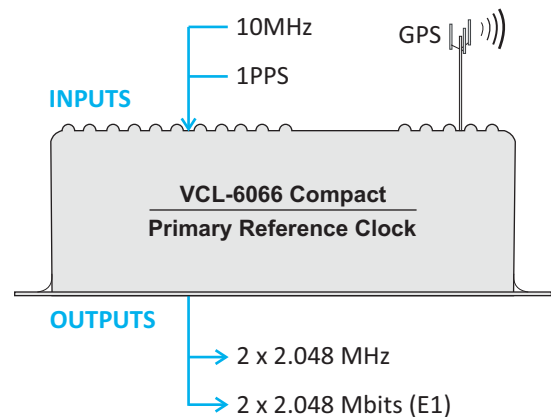 10MHz
GPS
1PPS
INPUTS
VCL-6066 Compact
Primary Reference Clock
OUTPUTS
2 x 2.048 MHz
2 x 2.048 Mbits (E1)